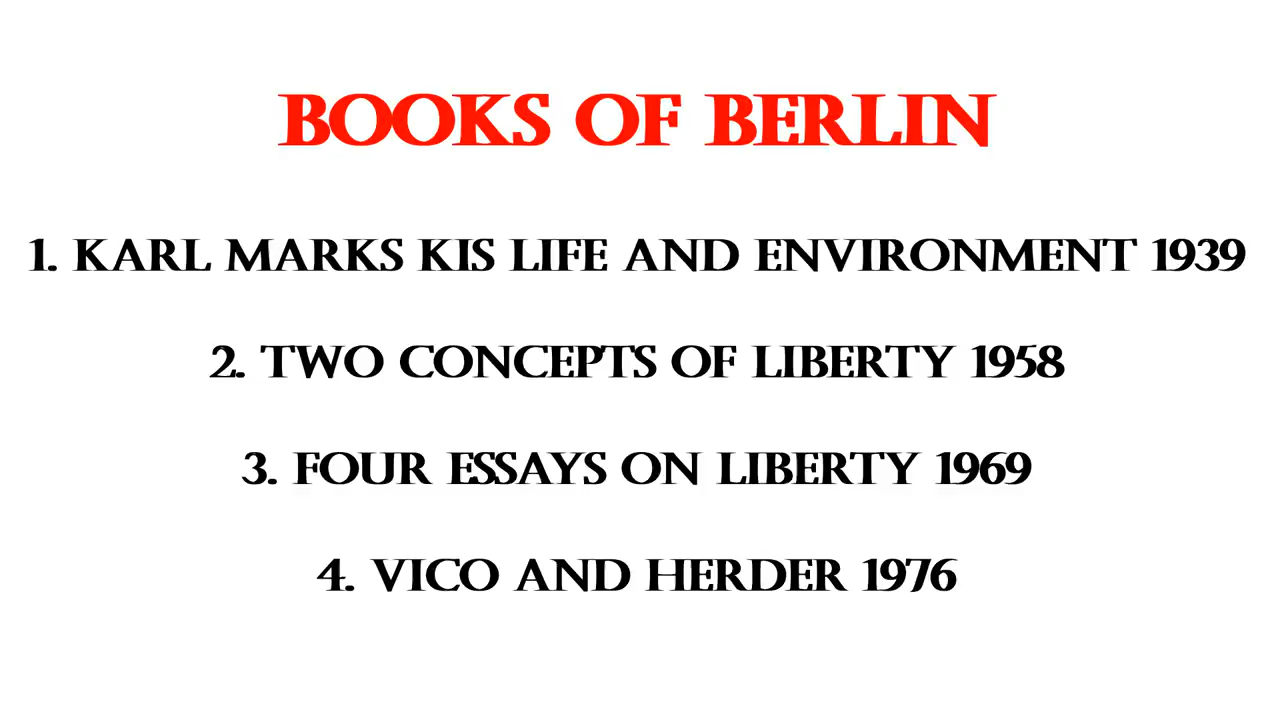 BOOKS OF BERLIN
1. KARL MARKS KIS LIFE AND ENVIRONMENT 1939
2. TWO CONCEPTS OF LIBERTY 1958
3. FOUR ESSAYS ON LIBERTY 1969
4. VICO AND HERDER 1976